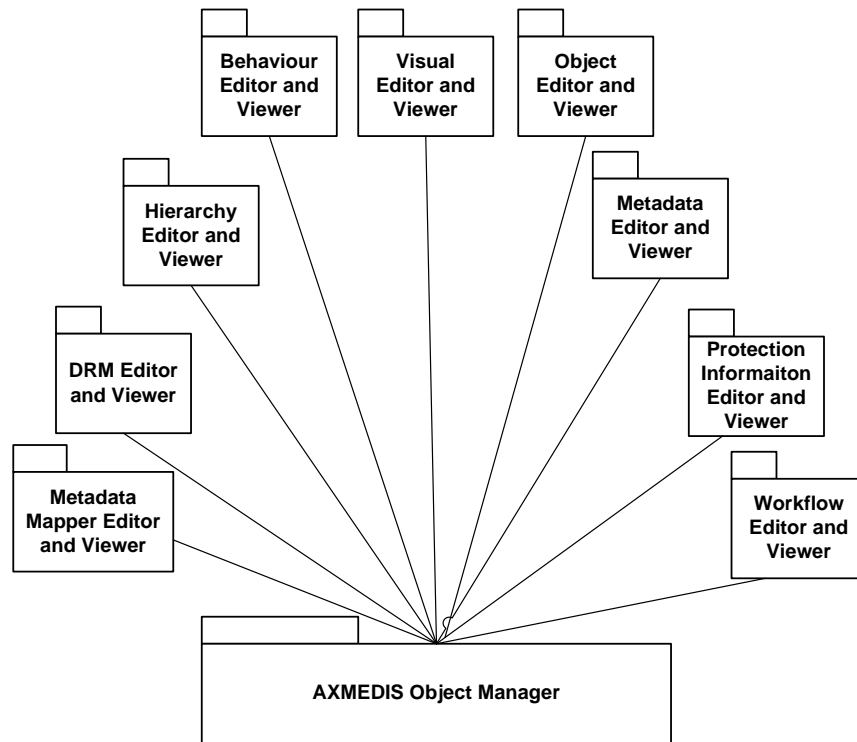 Behaviour
Editor and
Viewer
Visual
Editor and
Viewer
Object
Editor and
Viewer
Hierarchy
Editor and
Viewer
Metadata
Editor and
Viewer
DRM Editor
and Viewer
Protection
Informaiton
Editor and
Viewer
Metadata
Mapper Editor
and Viewer
Workflow
Editor and
Viewer
AXMEDIS Object Manager